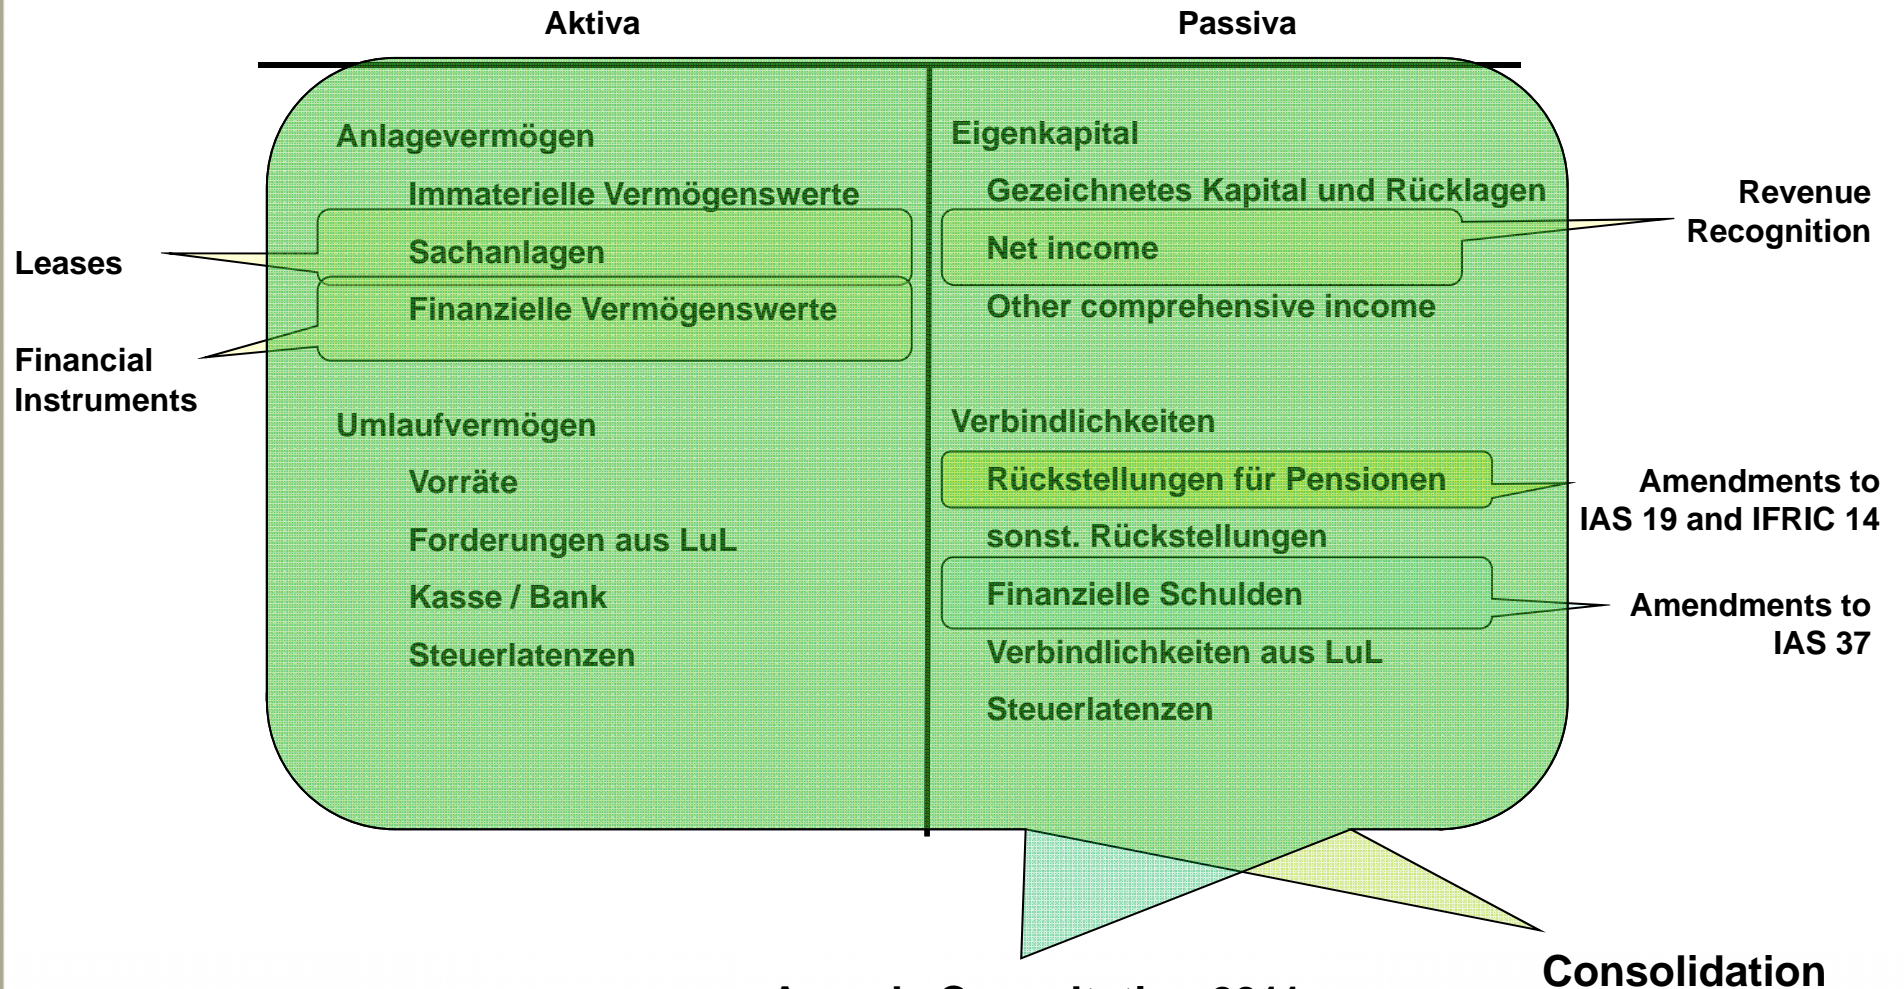 Aktiva
Passiva
Anlagevermögen
Immaterielle Vermögenswerte
Sachanlagen
Finanzielle Vermögenswerte
Umlaufvermögen
Vorräte
Forderungen aus LuL
Kasse / Bank
Steuerlatenzen
Eigenkapital
Gezeichnetes Kapital und Rücklagen
Net income
Other comprehensive income
Verbindlichkeiten
Rückstellungen für Pensionen
sonst. Rückstellungen
Finanzielle Schulden
Verbindlichkeiten aus LuL
Steuerlatenzen
Leases
Financial
Instruments
Revenue
Recognition
Amendments to
IAS 19 and IFRIC 14
Amendments to
IAS 37
Consolidation